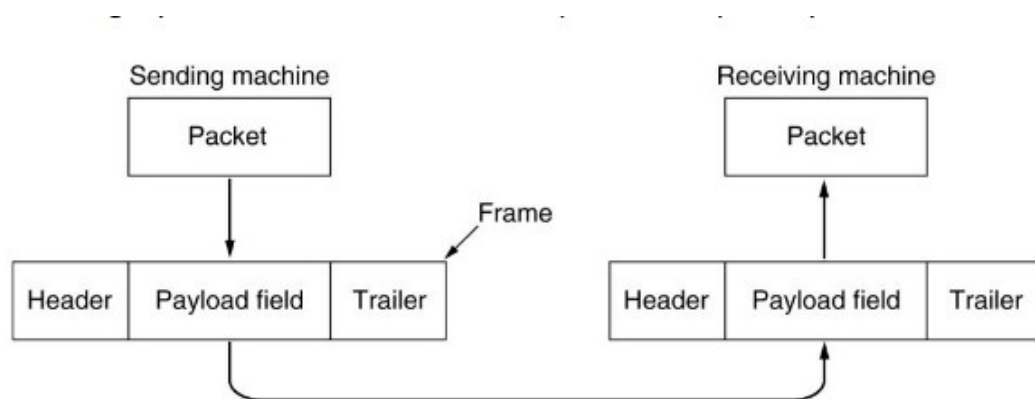 Sending machine
Receiving machine
Packet
Packet
Frame
Header Payload field Trailer
Header Payload field Trailer